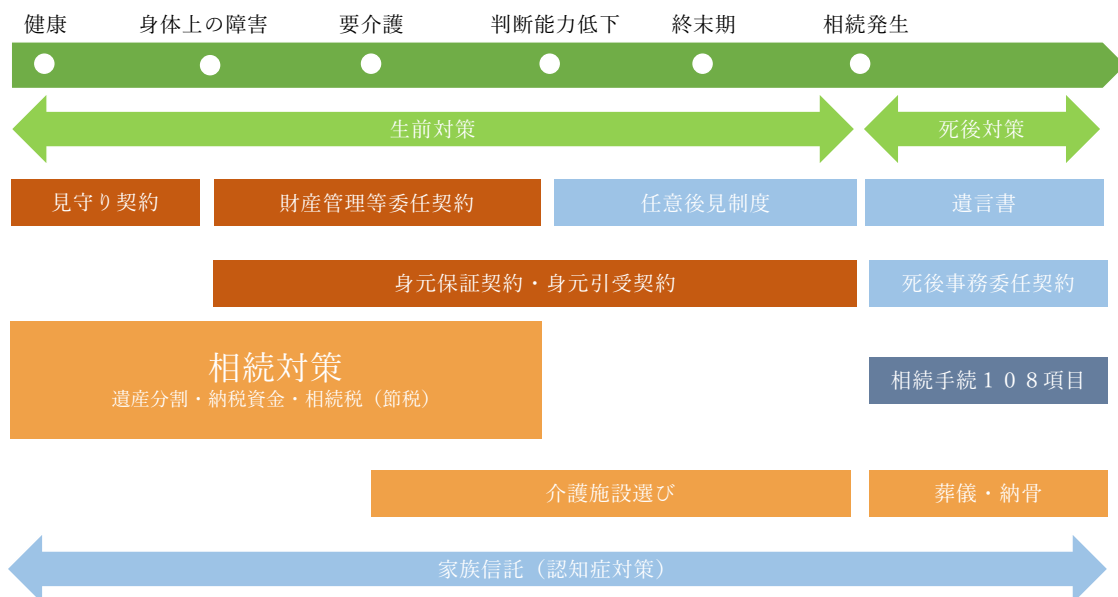 健康 身体上の障害 要介護 判断能力低下 終末期 相続発生
生前対策 死後対策
見守り契約 財産管理等委任契約 任意後見制度 遺言書
身元保証契約・身元引受契約 死後事務委任契約
相続対策
遺産分割・納税資金・相続税（節税）
相続手続１０８項目
介護施設選び 葬儀・納骨
家族信託（認知症対策）